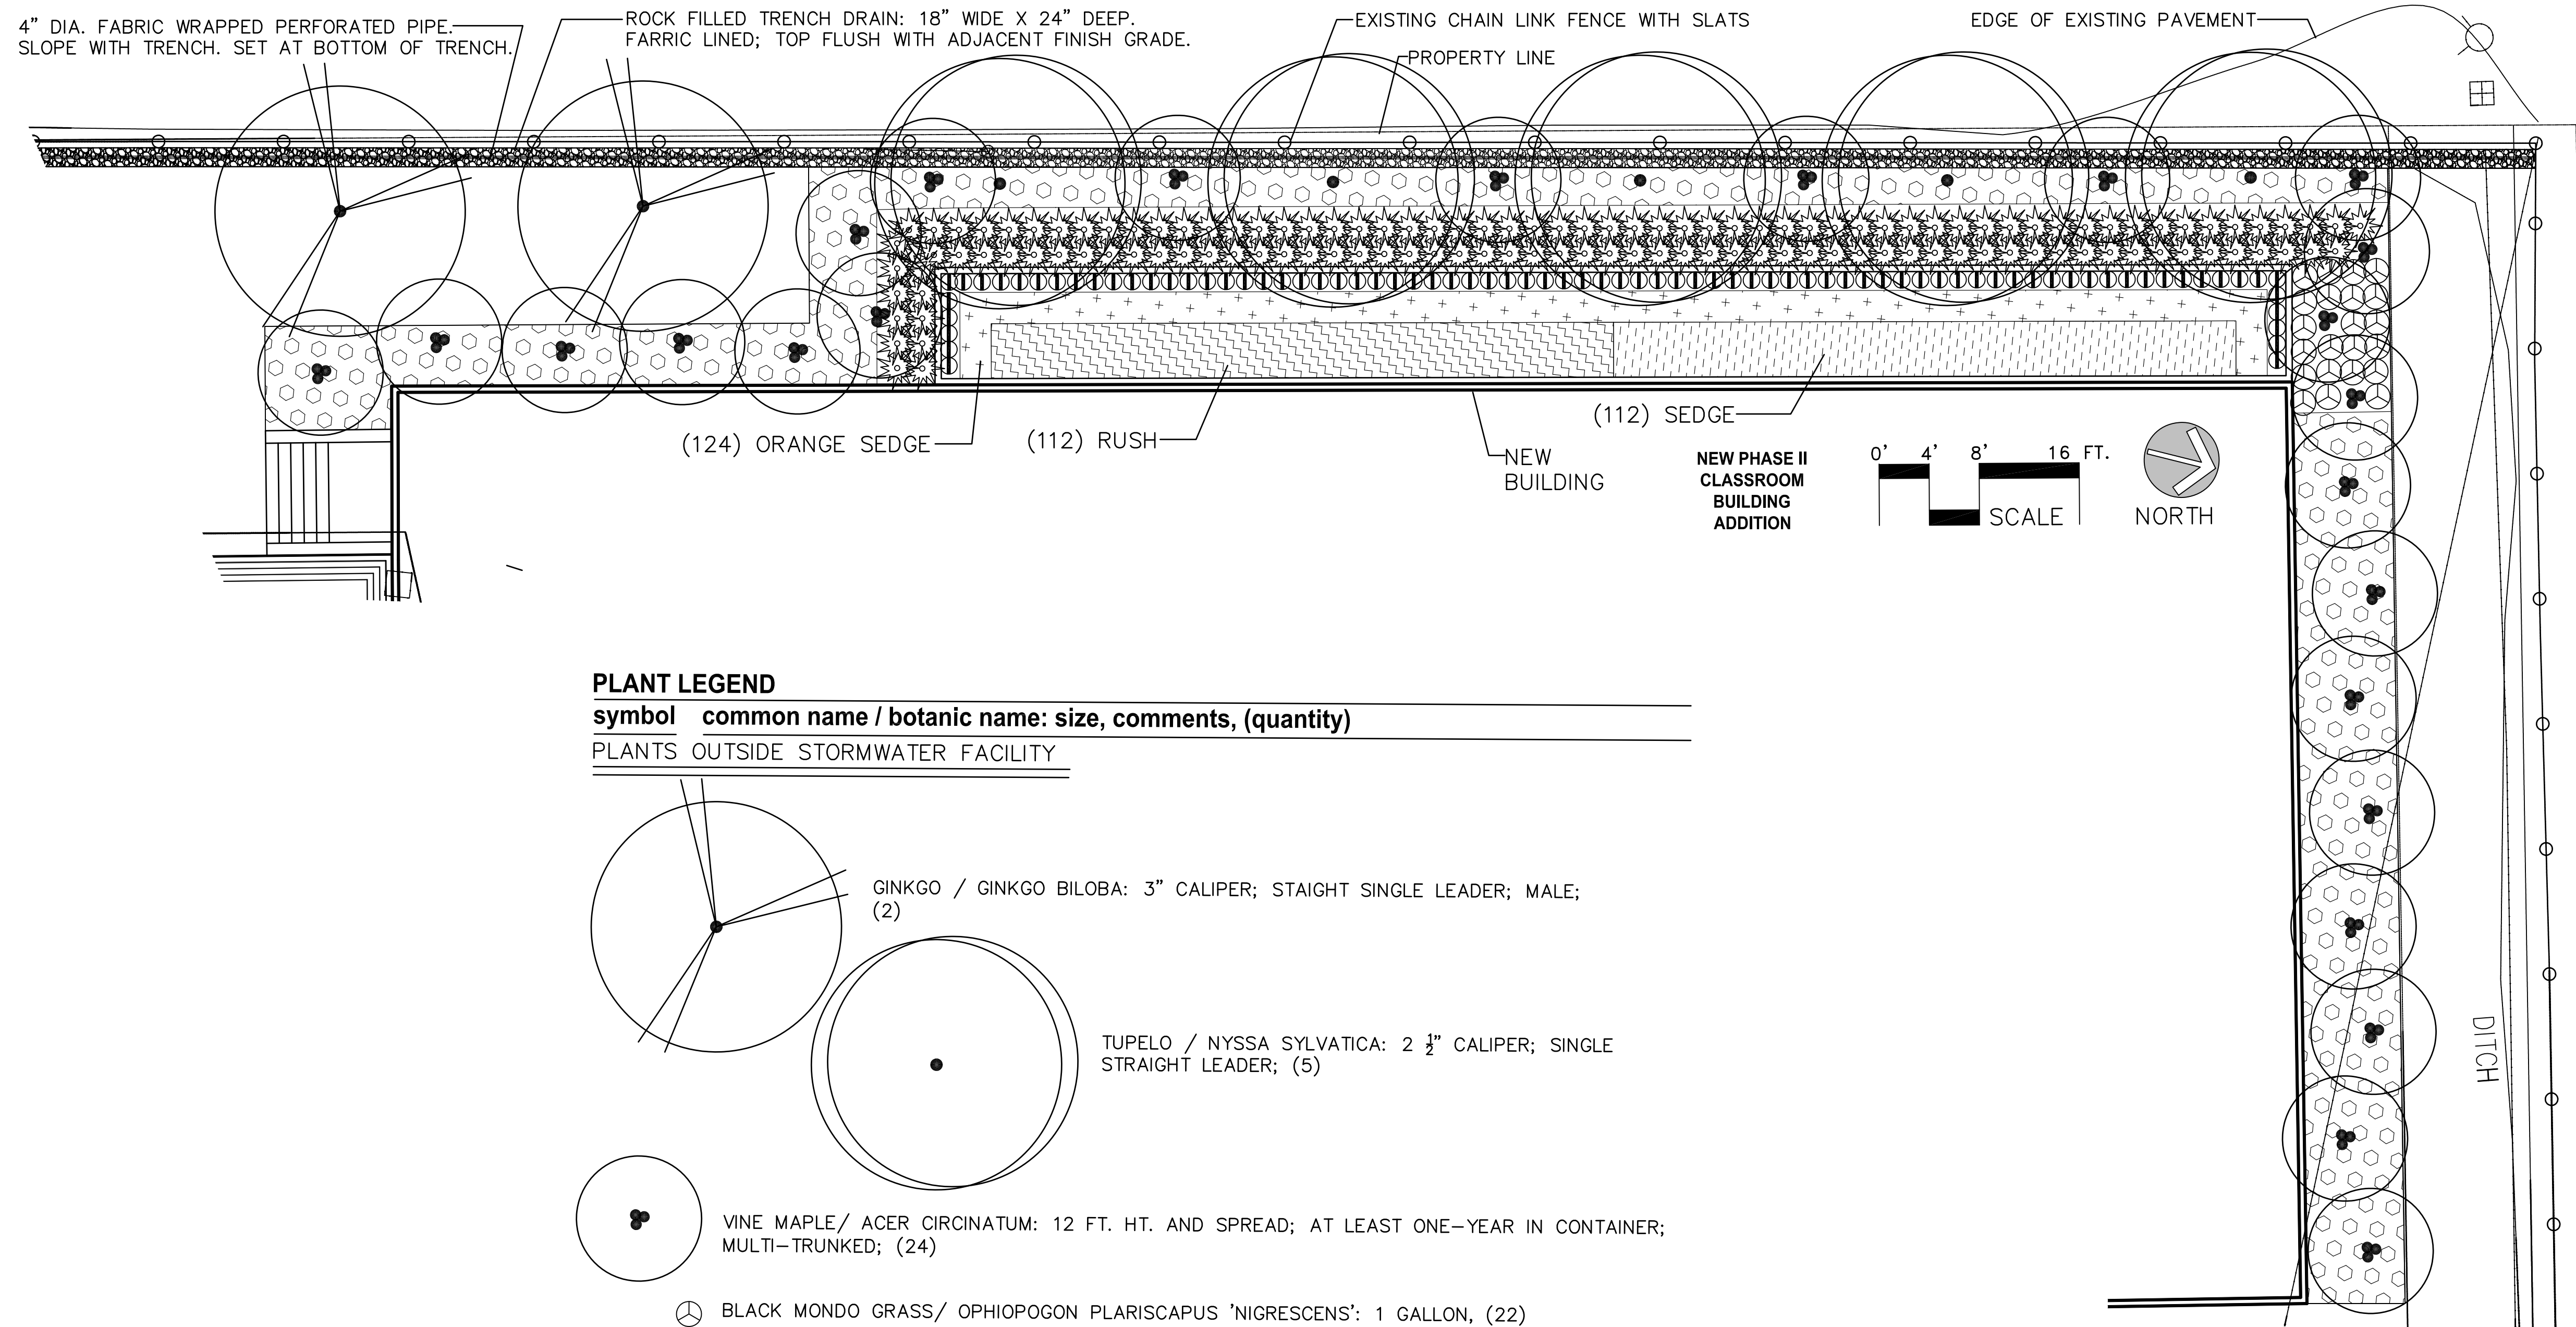 4” DIA. FABRIC WRAPPED PERFORATED PIPE.
SLOPE WITH TRENCH. SET AT BOTTOM OF TRENCH.
ROCK FILLED TRENCH DRAIN: 18” WIDE X 24” DEEP.
FARRIC LINED; TOP FLUSH WITH ADJACENT FINISH GRADE.
EXISTING CHAIN LINK FENCE WITH SLATS
PROPERTY LINE
EDGE OF EXISTING PAVEMENT
(124) ORANGE SEDGE
(112) RUSH
(112) SEDGE
NEW
BUILDING
NEW PHASE II
CLASSROOM
BUILDING
ADDITION
0' 4' 8' 16 FT.
SCALE
NORTH
PLANT LEGEND
symbol common name / botanic name: size, comments, (quantity)
PLANTS OUTSIDE STORMWATER FACILITY
GINKGO / GINKGO BILOBA: 3” CALIPER; STAIGHT SINGLE LEADER; MALE;
(2)
TUPELO / NYSSA SYLVATICA: 2 ½” CALIPER; SINGLE
STRAIGHT LEADER; (5)
VINE MAPLE/ ACER CIRCINATUM: 12 FT. HT. AND SPREAD; AT LEAST ONE-YEAR IN CONTAINER;
MULTI-TRUNKED; (24)
BLACK MONDO GRASS/ OPHIOPOGON PLARISCAPUS 'NIGRESCENS': 1 GALLON, (22)
DITCH